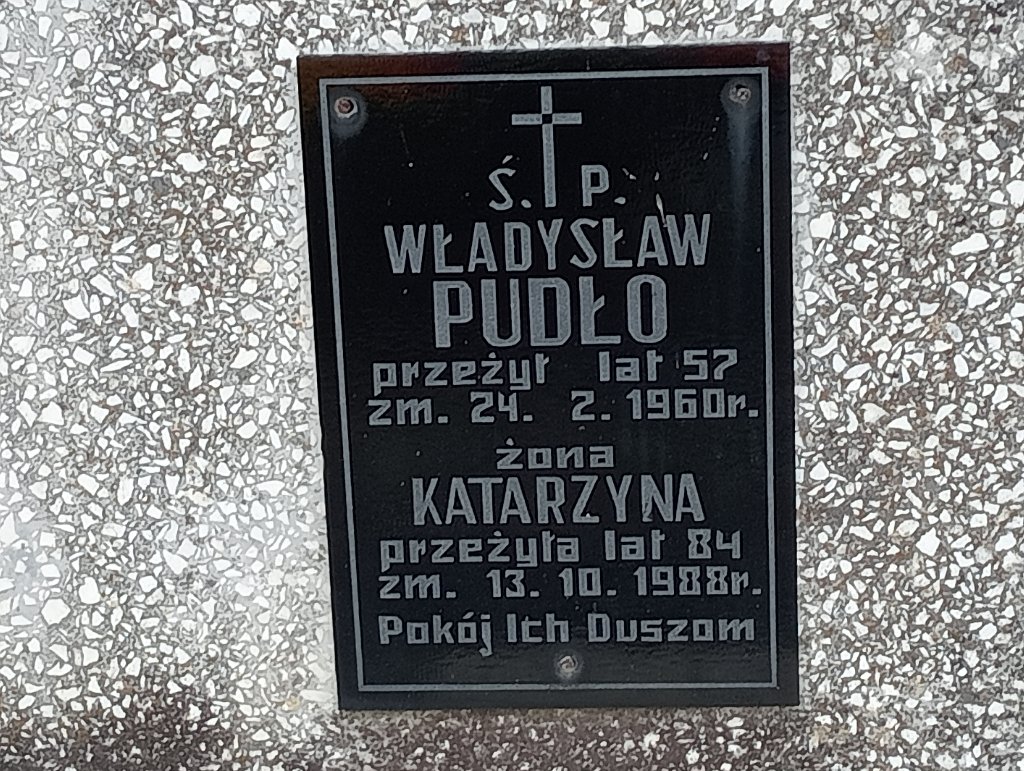 Ś. P.
WŁADYSŁAW
PUDŁO
przeżył lat 57
zm. 24. 2. 1960r.
żona
KATARZYNA
przeżyła lat 84
zm. 13. 10. 1988r.
Pokój Ich Duszom